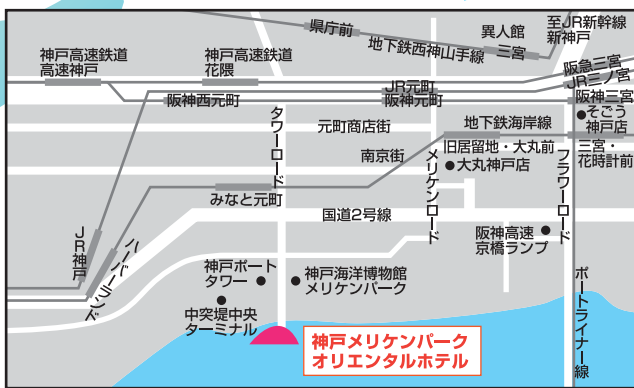 県庁前
異人館
至JR新幹線
新神戸
地下鉄西神山手線
三宮
神戸高速鉄道
高速神戸
神戸高速鉄道
花隈
阪急三宮
JR三ノ宮
JR元町
阪神西元町
阪神元町
阪神三宮
そごう
神戸店
タワーロード
元町商店街
地下鉄海岸線
旧居留地・大丸前
三宮・
花時計前
南京街
メリケンロード
大丸神戸店
フラワーロード
みなと元町
国道2号線
JR神戸
ハーバーランド
阪神高速
京橋ランプ
神戸ポート
タワー
神戸海洋博物館
メリケンパーク
中突堤中央
ターミナル
ポートライナー線
神戸メリケンパーク
オリエンタルホテル